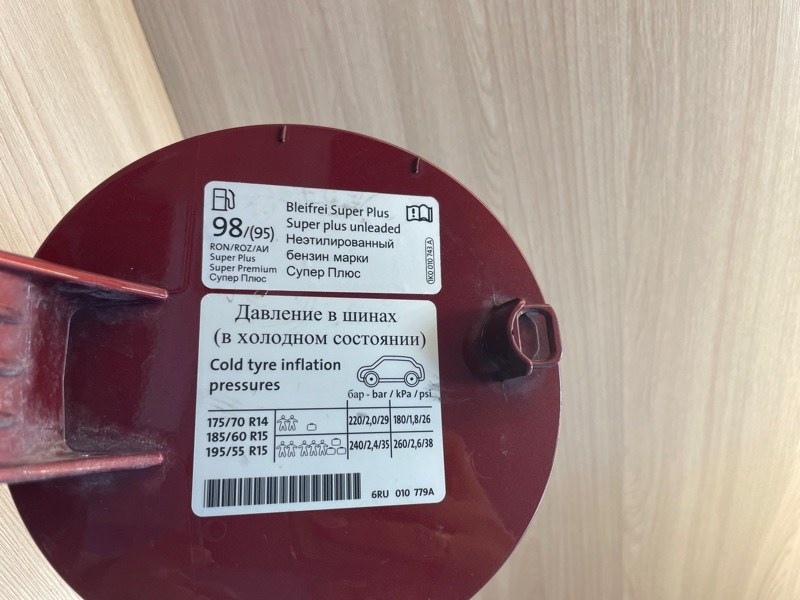 98/(95)
RON/ROZ/АИ
Super Plus
Super Premium
Супер Плюс
Bleifrei Super Plus
Super plus unleaded
Неэтилированный
бензин марки
Супер Плюс
1K0 010 743 A
Давление в шинах
(в холодном состоянии)
Cold tyre inflation
pressures
бар - bar / kPa / psi
175/70 R14
185/60 R15
195/55 R15
220/2,0/29 180/1,8/26
240/2,4/35 260/2,6/38
6RU 010 779A